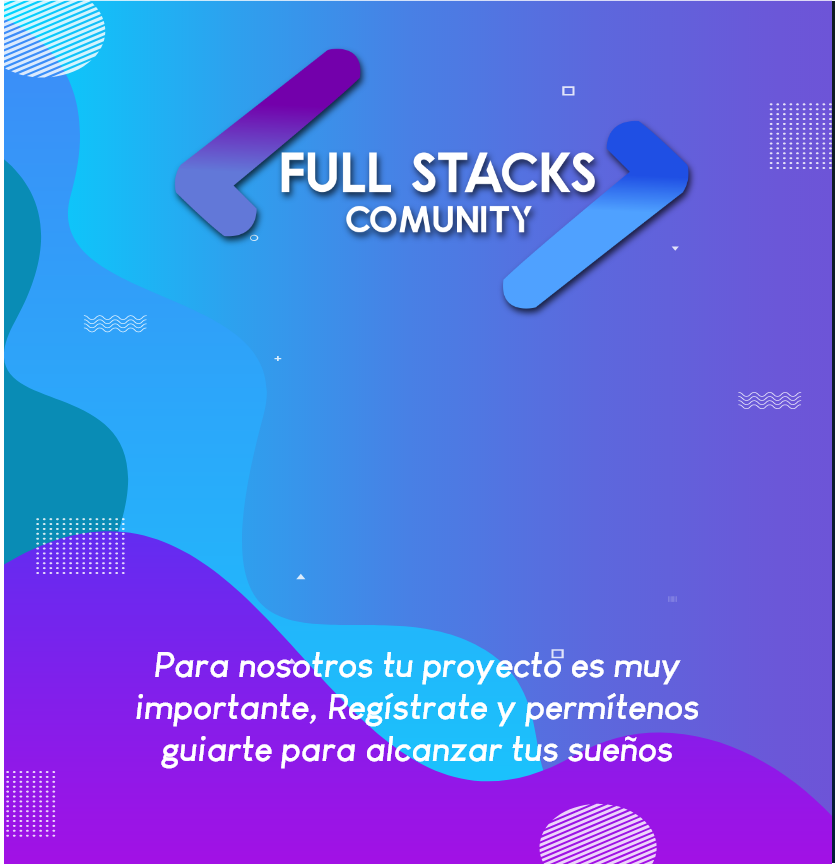 FULL STACKS
COMUNITY
Para nosotros tu proyecto es muy
importante, Regístrate y permítenos
guiarte para alcanzar tus sueños